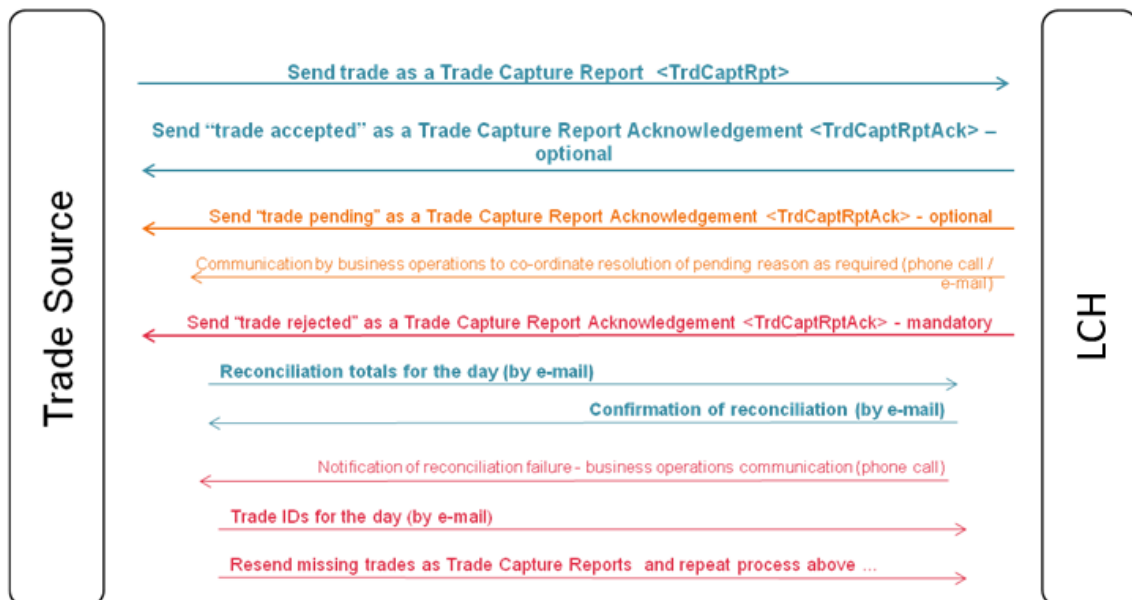 Trade Source
Send trade as a Trade Capture Report <TrdCaptRpt>
Send “trade accepted” as a Trade Capture Report Acknowledgement <TrdCaptRptAck> –
optional
Send “trade pending” as a Trade Capture Report Acknowledgement <TrdCaptRptAck> - optional
Communication by business operations to co-ordinate resolution of pending reason as required (phone call /
e-mail)
Send “trade rejected” as a Trade Capture Report Acknowledgement <TrdCaptRptAck> - mandatory
Reconciliation totals for the day (by e-mail)
Confirmation of reconciliation (by e-mail)
Notification of reconciliation failure - business operations communication (phone call)
Trade IDs for the day (by e-mail)
Resend missing trades as Trade Capture Reports and repeat process above ...
LCH